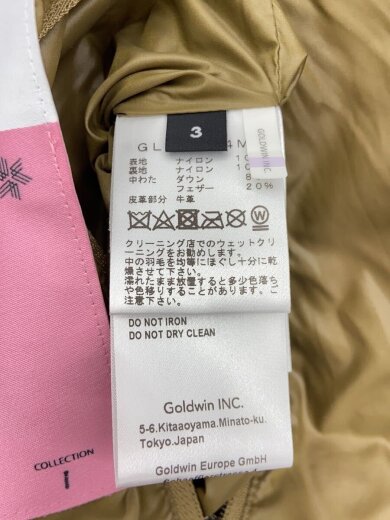 3
GOLDWIN INC
表地 ナイロン
裏地 ナイロン
中わた ダウン
フェザー 20%
皮革部分 牛革
クリーニング店でのウェットクリ
ーニングをお勧めします。
中の羽毛を均等にほぐし十分に乾
燥させて下さい。
濡れたまま放置すると多少色落ち
や色移りすることがあります。ご
注意下さい。
DO NOT IRON
DO NOT DRY CLEAN
Goldwin INC.
5-6.Kitaaoyama.Minato-ku.
Tokyo.Japan
Goldwin Europe GmbH
COLLECTION